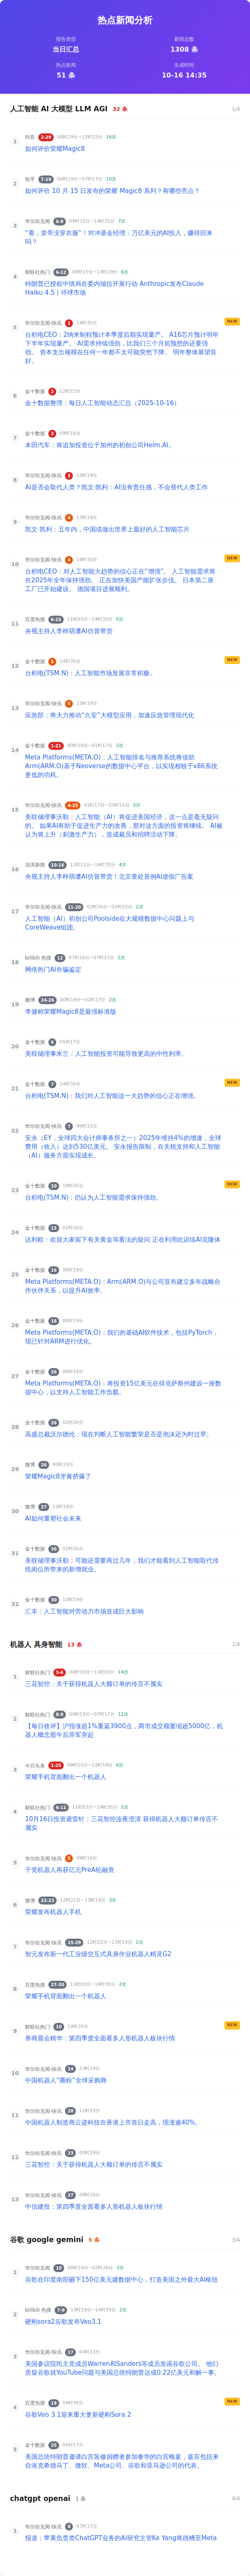 热点新闻分析
报告类型
新闻总数
当日汇总
1308 条
热点新闻
生成时间
51 条
10-16 14:35
人工智能 AI 大模型 LLM AGI 32 条
1/4
1
抖音 2-29 00时19分~12时22分 16次
如何评价荣耀Magic8
2
知乎 7-19 00时19分~07时17分 10次
如何评价 10 月 15 日发布的荣耀 Magic8 系列？有哪些亮点？
3
华尔街见闻 6-9 09时15分~14时35分 7次
“看，是帝没穿衣服”！对冲基金经理：万亿美元的AI投入，赚得回来
吗？
4
财联社热门 6-12 09时15分~13时19分 6次
特朗普已授权中情局在委内瑞拉开展行动 Anthropic发布Claude
Haiku 4.5 | 环球市场
5
华尔街见闻-快讯 14时35分
NEW
台积电CEO：2纳米制程预计本季度后期实现量产。 A16芯片预计明年
下半年实现量产。 AI需求持续强劲，比我们三个月前预想的还要强
劲。 资本支出规模在任何一年都不太可能突然下降。 明年整体展望良
好。
6
金十数据 2 12时22分
金十数据整理：每日人工智能动态汇总（2025-10-16）
7
金十数据 3 09时16分
本田汽车：将追加投资位于加州的初创公司Helm.AI。
8
华尔街见闻-快讯 3 13时19分
AI是否会取代人类？凯文·凯利：AI没有责任感，不会替代人类工作
9
华尔街见闻-快讯 4 13时19分
凯文·凯利：五年内，中国或做出世界上最好的人工智能芯片
10
华尔街见闻-快讯 4 14时35分
NEW
台积电CEO：对人工智能大趋势的信心正在“增强”。 人工智能需求将
在2025年全年保持强劲。 正在加快美国产能扩张步伐。 日本第二座
工厂已开始建设。 德国项目进展顺利。
11
百度热搜 6-15 11时03分~14时35分 5次
央视主持人李梓萌遭AI仿冒带货
12
金十数据 5 14时35分
NEW
台积电(TSM.N)：人工智能市场发展非常积极。
13
华尔街见闻-快讯 5 13时19分
应急部：将大力推动“久安”大模型应用，加速应急管理现代化
14
金十数据 1-21 00时19分~01时17分 2次
Meta Platforms(META.O)：人工智能排名与推荐系统将借助
Arm(ARM.O)基于Neoverse的数据中心平台，以实现相较于x86系统
更低的功耗。
15
华尔街见闻-快讯 4-25 01时17分~03时15分 3次
美联储理事沃勒：人工智能（AI）将促进美国经济，这一点是毫无疑问
的。 如果AI有助于促进生产力的改善，那对这方面的投资将继续。 AI被
认为将上升（刺激生产力），造成裁员和招聘活动下降。
16
澎湃新闻 10-16 12时15分~14时35分 4次
央视主持人李梓萌遭AI仿冒带货！北京查处首例AI虚假广告案
17
华尔街见闻-快讯 11-20 02时26分~03时15分 2次
人工智能（AI）初创公司Poolside在大规模数据中心问题上与
CoreWeave组团。
18
bilibili 热搜 12 07时16分~07时17分 2次
网络热门AI诈骗鉴定
19
微博 24-26 00时19分~01时17分 2次
李健称荣耀Magic8是最强标准版
20
金十数据 6 01时17分
美联储理事米兰：人工智能投资可能导致更高的中性利率。
21
金十数据 7 14时35分
NEW
台积电(TSM.N)：我们对人工智能这一大趋势的信心正在增强。
22
华尔街见闻-快讯 7 08时15分
安永（EY，全球四大会计师事务所之一）2025年维持4%的增速，全球
费用（收入）达到530亿美元。 安永报告限制，在关税支持和人工智能
（AI）服务方面实现成长。
23
金十数据 10 14时35分
NEW
台积电(TSM.N)：仍认为人工智能需求保持强劲。
24
金十数据 15 02时26分
达利欧：欢迎大家留下有关黄金等看法的疑问 正在利用此训练AI克隆体
25
金十数据 16 00时19分
Meta Platforms(META.O)：Arm(ARM.O)与公司宣布建立多年战略合
作伙伴关系，以提升AI效率。
26
金十数据 18 00时19分
Meta Platforms(META.O)：我们的基础AI软件技术，包括PyTorch，
现已针对ARM进行优化。
27
金十数据 26 00时19分
Meta Platforms(META.O)：将投资15亿美元在得克萨斯州建设一座数
据中心，以支持人工智能工作负载。
28
金十数据 26 02时26分
高盛总裁沃尔德伦：现在判断人工智能繁荣是否是泡沫还为时过早。
29
微博 26 00时19分
荣耀Magic8牙膏挤爆了
30
微博 27 13时19分
AI如何重塑社会未来
31
金十数据 30 02时26分
美联储理事沃勒：可能还需要再过几年，我们才能看到人工智能取代传
统岗位所带来的新增就业。
32
金十数据 30 13时19分
汇丰：人工智能对劳动力市场造成巨大影响
机器人 具身智能 13 条
2/4
1
财联社热门 3-6 00时19分~11时03分 14次
三花智控：关于获得机器人大额订单的传言不属实
2
财联社热门 8-9 00时19分~07时17分 11次
【每日收评】沪指涨超1%重返3900点，两市成交额萎缩超5000亿，机
器人概念股午后异军突起
3
今日头条 1-25 09时15分~13时19分 6次
荣耀手机背面翻出一个机器人
4
财联社热门 6-11 11时03分~14时35分 5次
10月16日投资避雷针：三花智控连夜澄清 获得机器人大额订单传言不
属实
5
华尔街见闻-快讯 5 09时16分
千觉机器人再获亿元PreA轮融资
6
微博 22-23 12时21分~13时19分 3次
荣耀发布机器人手机
7
华尔街见闻-快讯 15-29 12时22分~13时19分 2次
智元发布新一代工业级交互式具身作业机器人精灵G2
8
百度热搜 27-30 11时03分~14时35分 2次
荣耀手机背面翻出一个机器人
9
财联社热门 10 14时35分
NEW
券商晨会精华：第四季度全面看多人形机器人板块行情
10
华尔街见闻-快讯 14 13时19分
中国机器人“圈粉”全球采购商
11
华尔街见闻-快讯 20 11时03分
中国机器人制造商云迹科技在香港上市首日走高，现涨逾40%。
12
华尔街见闻-快讯 23 00时19分
三花智控：关于获得机器人大额订单的传言不属实
13
华尔街见闻-快讯 27 09时16分
中信建投：第四季度全面看多人形机器人板块行情
谷歌 google gemini 5 条
3/4
1
华尔街见闻 10 00时19分~02时26分 3次
谷歌在印度南部砸下150亿美元建数据中心，打造美国之外最大AI枢纽
2
bilibili 热搜 7-9 13时19分~14时35分 2次
硬刚sora2谷歌发布Veo3.1
3
华尔街见闻-快讯 17 04时22分
美国参议院民主党成员Warren和Sanders等成员发函谷歌公司。 他们
质疑谷歌就YouTube问题与美国总统特朗普达成0.22亿美元和解一事。
4
百度热搜 18 14时35分
NEW
谷歌Veo 3.1迎来重大更新硬刚Sora 2
5
金十数据 25 05时17分
美国总统特朗普邀请白宫装修捐赠者参加奢华的白宫晚宴，嘉宾包括来
自洛克希德马丁、微软、Meta公司、谷歌和亚马逊公司的代表。
chatgpt openai 1 条
4/4
1
华尔街见闻-快讯 8 07时17分
报道：苹果负责类ChatGPT业务的AI研究主管Ke Yang将跳槽至Meta